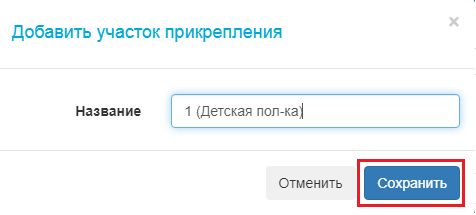 Добавить участок прикрепления ×
Название 1 (Детская пол-ка)
Отменить Сохранить